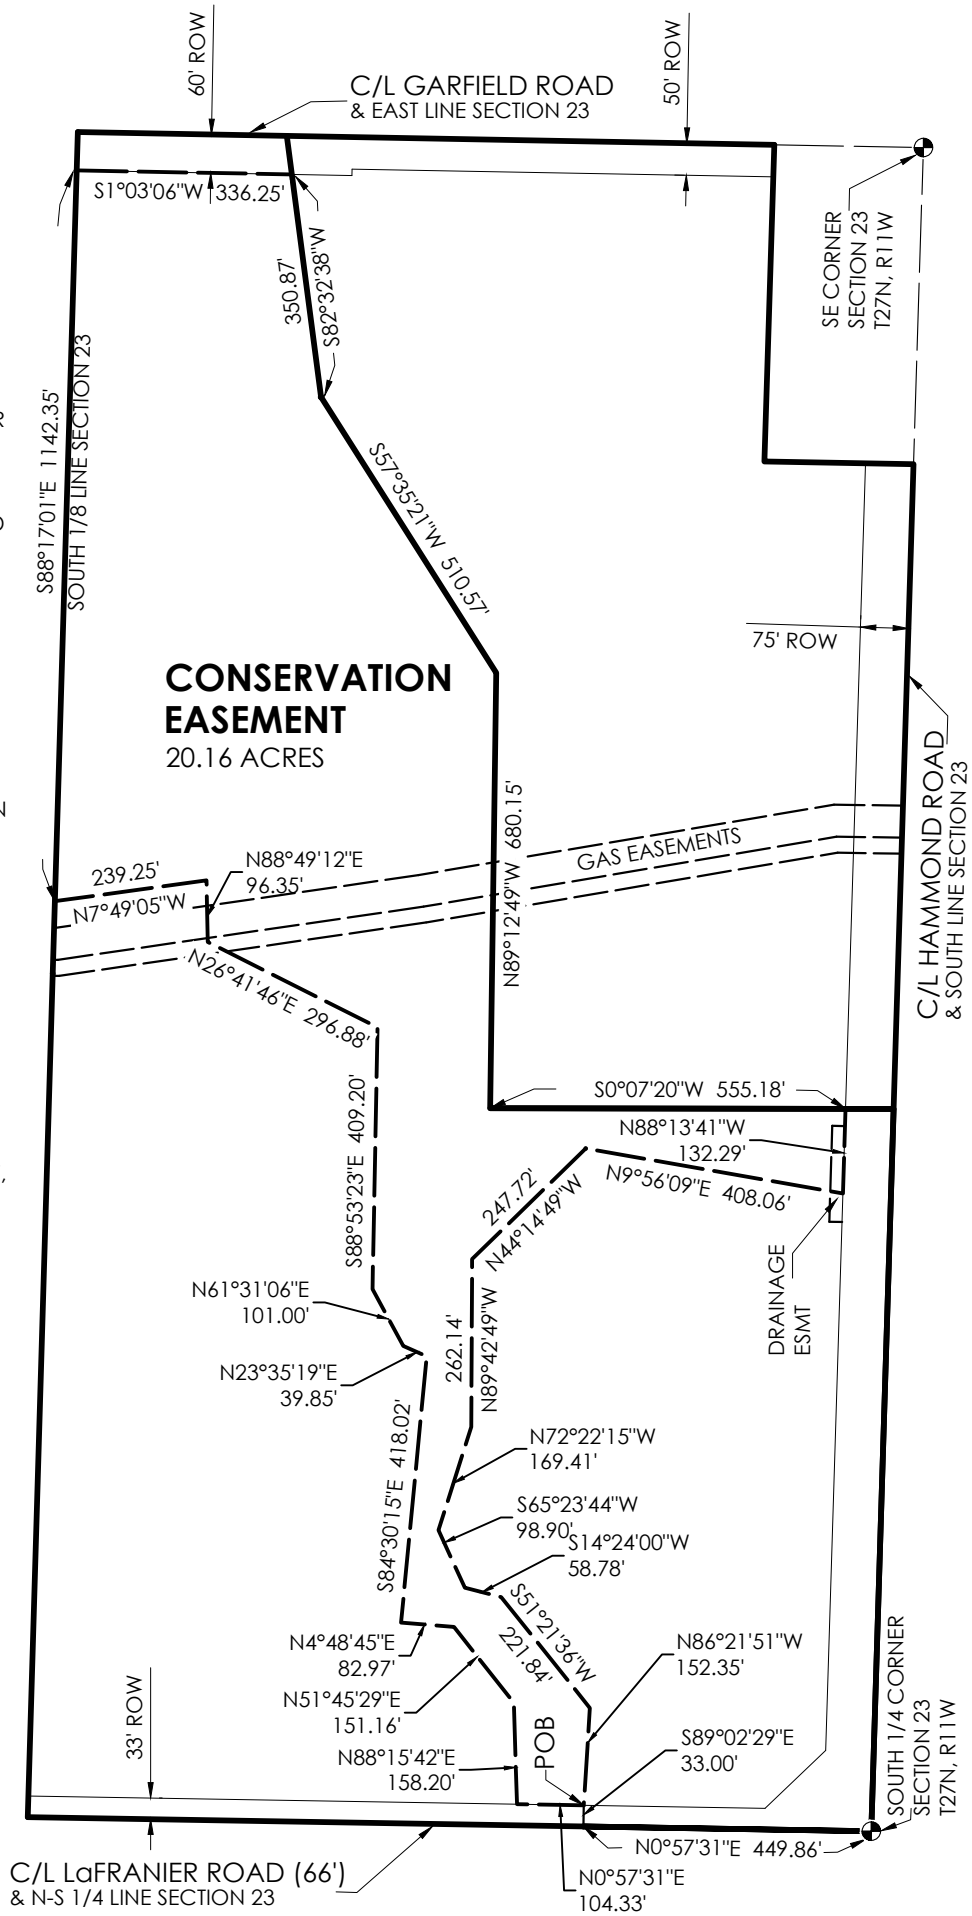 60' ROW
C/L GARFIELD ROAD
& EAST LINE SECTION 23
50' ROW
S1°03'06"W 336.25'
350.87'
S82°32'38"W
SE CORNER
SECTION 23
T27N, R11W
S88°17'01"E 1142.35'
SOUTH 1/8 LINE SECTION 23
S57°35'21"W 510.57'
75' ROW
CONSERVATION
EASEMENT
20.16 ACRES
C/L HAMMOND ROAD
& SOUTH LINE SECTION 23
N89°12'49"W 680.15'
GAS EASEMENTS
239.25'
N7°49'05"W
N88°49'12"E
96.35'
N26°41'46"E 296.88'
S0°07'20"W 555.18'
N88°13'41"W
132.29'
N9°56'09"E 408.06'
S88°53'23"E 409.20'
247.72'
N44°14'49"W
DRAINAGE
ESMT
N61°31'06"E
101.00'
262.14'
N89°42'49"W
N23°35'19"E
39.85'
S84°30'15"E 418.02'
N72°22'15"W
169.41'
S65°23'44"W
98.90'
S14°24'00"W
58.78'
S51°21'36"W
221.84'
N4°48'45"E
82.97'
N86°21'51"W
152.35'
N51°45'29"E
151.16'
33' ROW
N88°15'42"E
158.20'
POB
S89°02'29"E
33.00'
SOUTH 1/4 CORNER
SECTION 23
T27N, R11W
N0°57'31"E 449.86'
C/L LaFRANIER ROAD (66')
& N-S 1/4 LINE SECTION 23
N0°57'31"E
104.33'